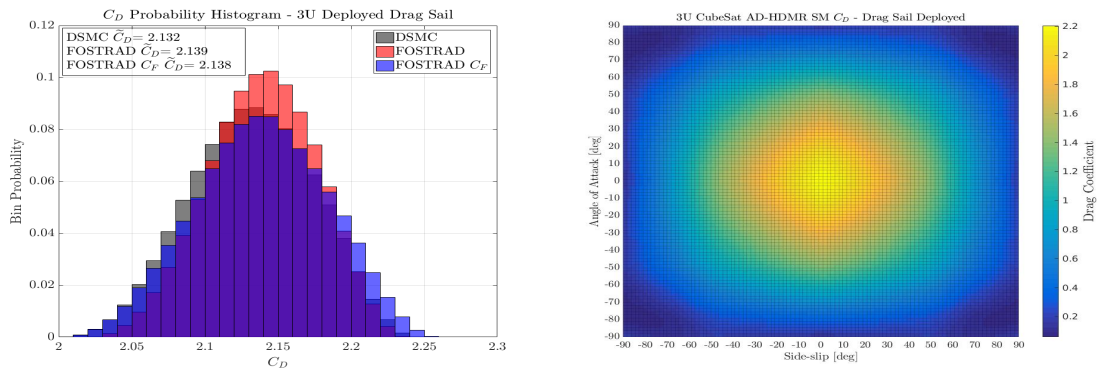 C_D Probability Histogram - 3U Deployed Drag Sail
DSMC C̃_D= 2.132
FOSTRAD C̃_D= 2.139
FOSTRAD C_F C̃_D= 2.138
DSMC
FOSTRAD
FOSTRAD C_F
Bin Probability
0.12
0.1
0.08
0.06
0.04
0.02
0
2 2.05 2.1 2.15 2.2 2.25 2.3
C_D
3U CubeSat AD-HDMR SM C_D - Drag Sail Deployed
Angle of Attack [deg]
90
80
70
60
50
40
30
20
10
0
-10
-20
-30
-40
-50
-60
-70
-80
-90
-90 -80 -70 -60 -50 -40 -30 -20 -10 0 10 20 30 40 50 60 70 80 90
Side-slip [deg]
2.2
2
1.8
1.6
1.4
1.2
1
0.8
0.6
0.4
0.2
Drag Coefficient